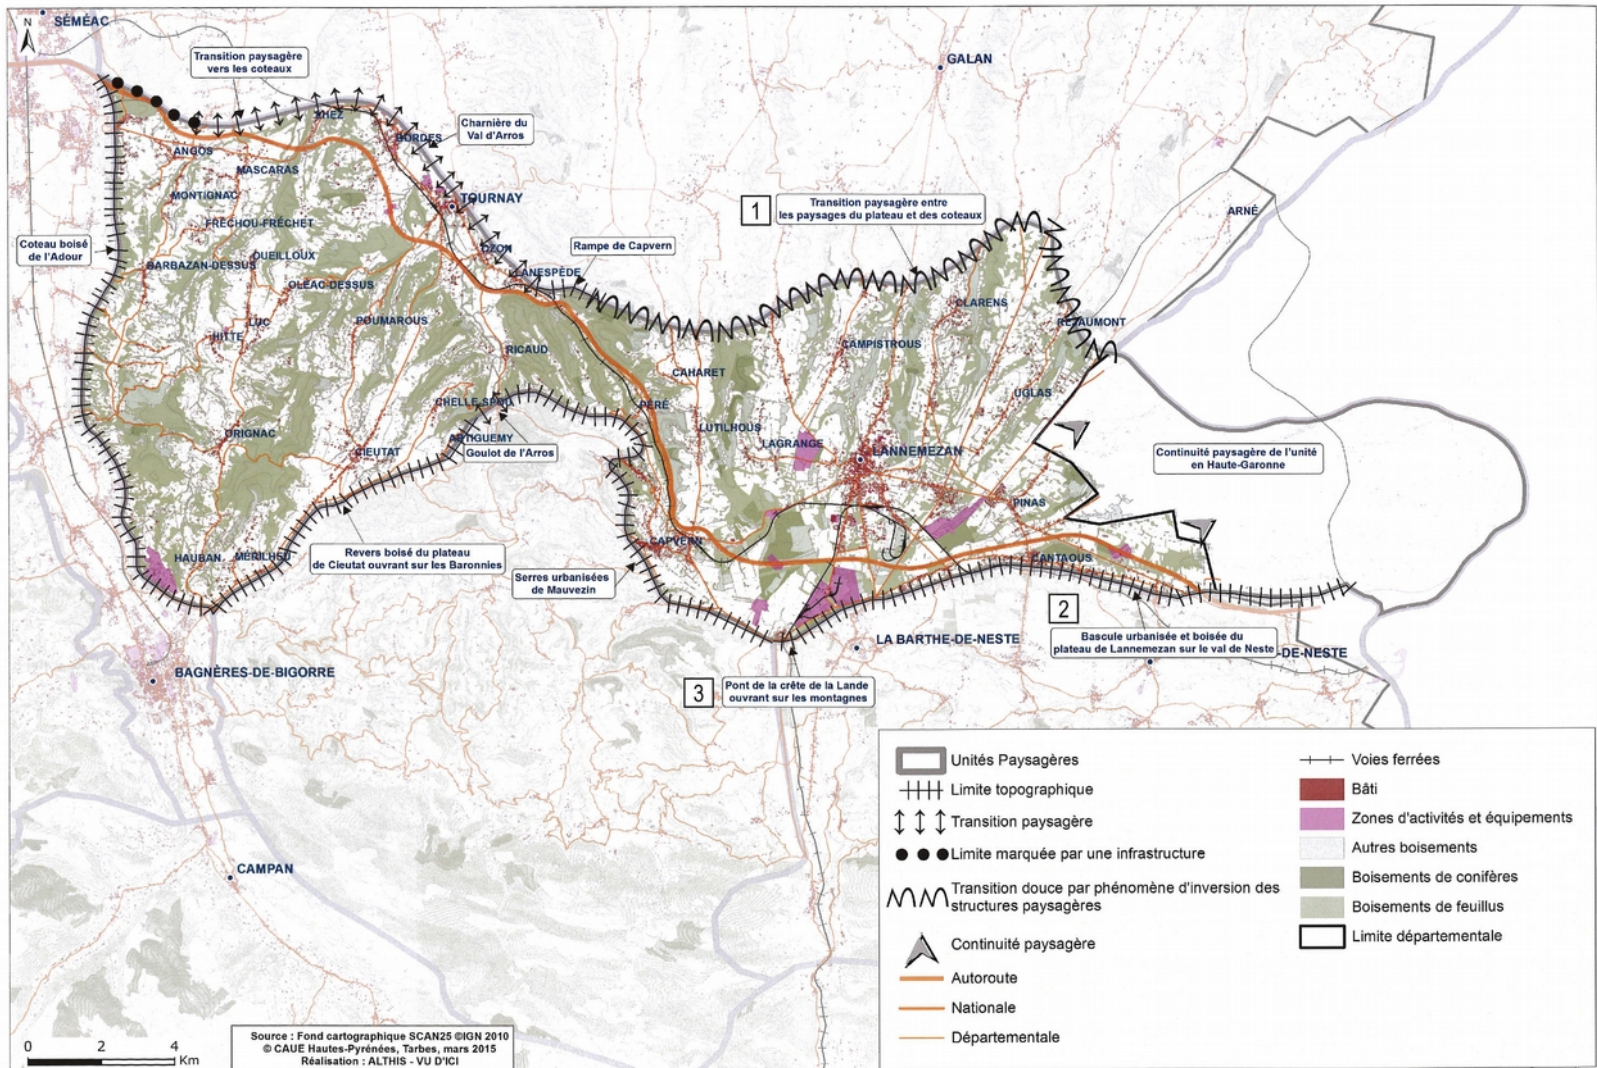 N
SÉMÉAC
GALAN
Transition paysagère
vers les coteaux
Charnière du
Val d'Arros
1
Transition paysagère entre
les paysages du plateau et des coteaux
ARNÉ
Coteau boisé
de l'Adour
Rampe de Capvern
LHEZ
BORDES
ANGOS
MASCARAS
MONTIGNAC
TOURNAY
FRÉCHOU-FRÉCHET
OZON
OUEILLOUX
BARBAZAN-DESSUS
LANESPÈDE
OLÉAC-DESSUS
CLARENS
LUC
POUMAROUS
RÉJAUMONT
HITTE
CAMPISTROUS
RICAUD
CAHARET
UGLAS
CHELLE-SPOU
PÉRÉ
ORIGNAC
ARTIGUEMY
LUTILHOUS
LAGRANGE
CIEUTAT
Goulot de l'Arros
LANNEMEZAN
Continuité paysagère de l'unité
en Haute-Garonne
PINAS
HAUBAN
MÉRILHEU
Revers boisé du plateau
de Cieutat ouvrant sur les Baronnies
CAPVERN
CANTAOUS
Serres urbanisées
de Mauvezin
2
LA BARTHE-DE-NESTE
Bascule urbanisée et boisée du
plateau de Lannemezan sur le val de Neste
-DE-NESTE
BAGNÈRES-DE-BIGORRE
3
Pont de la crête de la Lande
ouvrant sur les montagnes
CAMPAN
Unités Paysagères
Limite topographique
Transition paysagère
Limite marquée par une infrastructure
Transition douce par phénomène d'inversion des
structures paysagères
Continuité paysagère
Autoroute
Nationale
Départementale
Voies ferrées
Bâti
Zones d'activités et équipements
Autres boisements
Boisements de conifères
Boisements de feuillus
Limite départementale
0 2 4
Km
Source : Fond cartographique SCAN25 ©IGN 2010
© CAUE Hautes-Pyrénées, Tarbes, mars 2015
Réalisation : ALTHIS - VU D'ICI